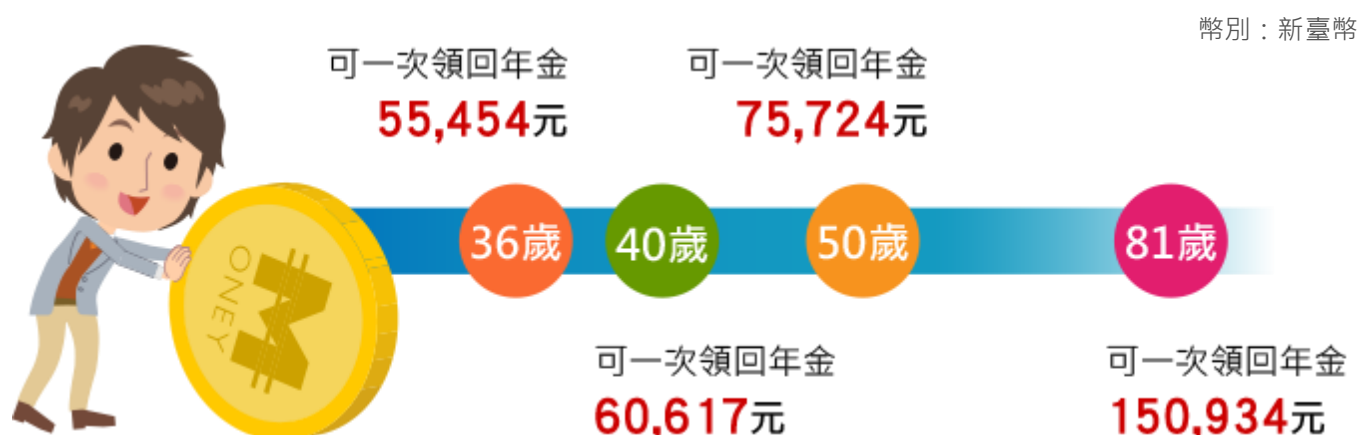 幣別：新臺幣
可一次領回年金
55,454元
可一次領回年金
75,724元
36歲
40歲
50歲
81歲
MONEY
可一次領回年金
60,617元
可一次領回年金
150,934元